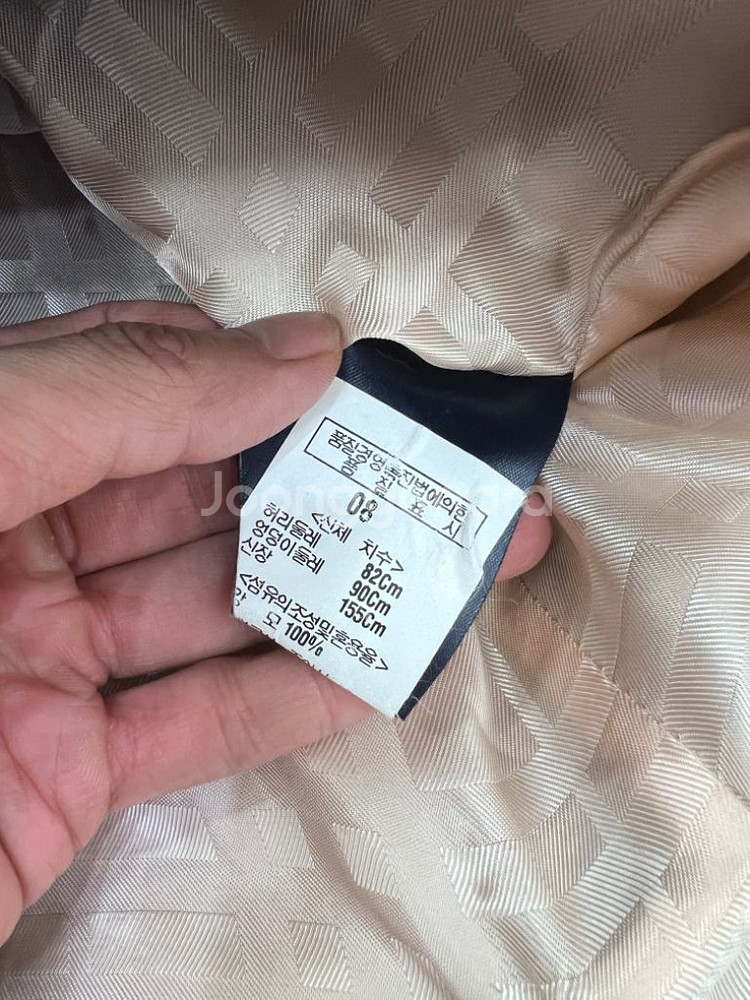 품질경영촉진법에의한
품 질 표 시
08
<신체 치수>
허리둘레 82Cm
엉덩이둘레 90Cm
신장 155Cm
<섬유의조성및혼용율>
모 100%